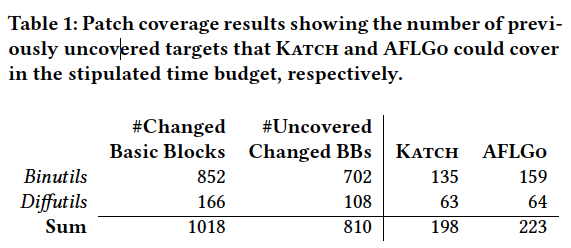 Table 1: Patch coverage results showing the number of previ-
ously uncovered targets that KATCH and AFLGO could cover
in the stipulated time budget, respectively.
#Changed #Uncovered
Basic Blocks Changed BBs KATCH AFLGO
Binutils 852 702 135 159
Diffutils 166 108 63 64
Sum 1018 810 198 223